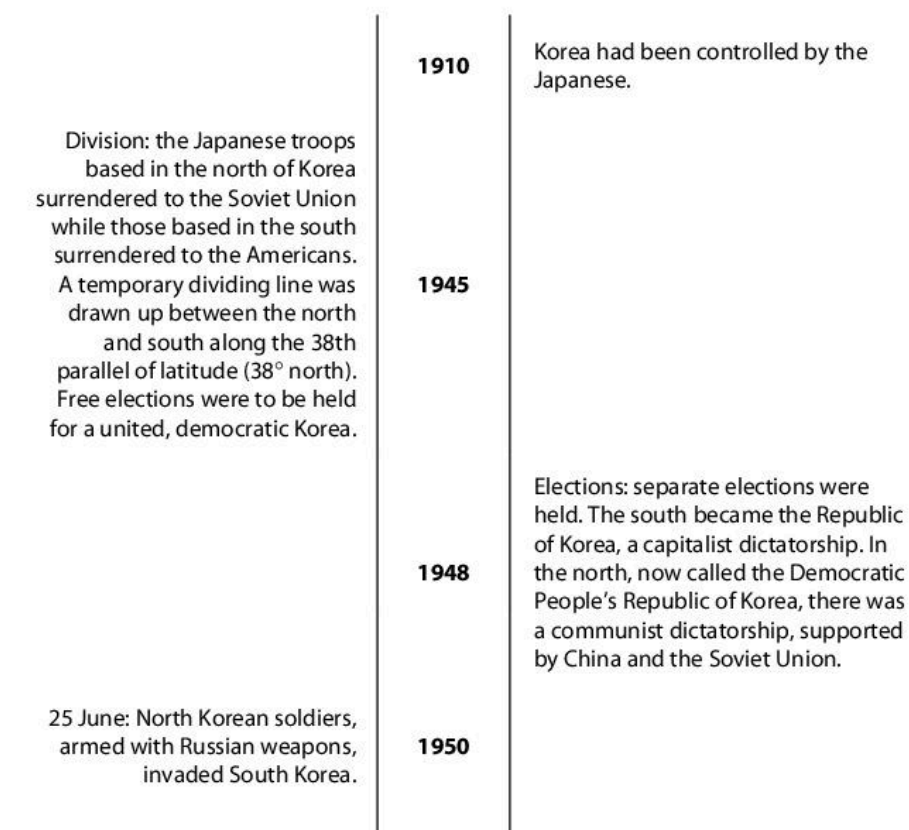 1910
Korea had been controlled by the
Japanese.
Division: the Japanese troops
based in the north of Korea
surrendered to the Soviet Union
while those based in the south
surrendered to the Americans.
A temporary dividing line was
drawn up between the north
and south along the 38th
parallel of latitude (38° north).
Free elections were to be held
for a united, democratic Korea.
1945
Elections: separate elections were
held. The south became the Republic
of Korea, a capitalist dictatorship. In
the north, now called the Democratic
People's Republic of Korea, there was
a communist dictatorship, supported
by China and the Soviet Union.
1948
25 June: North Korean soldiers,
armed with Russian weapons,
invaded South Korea.
1950